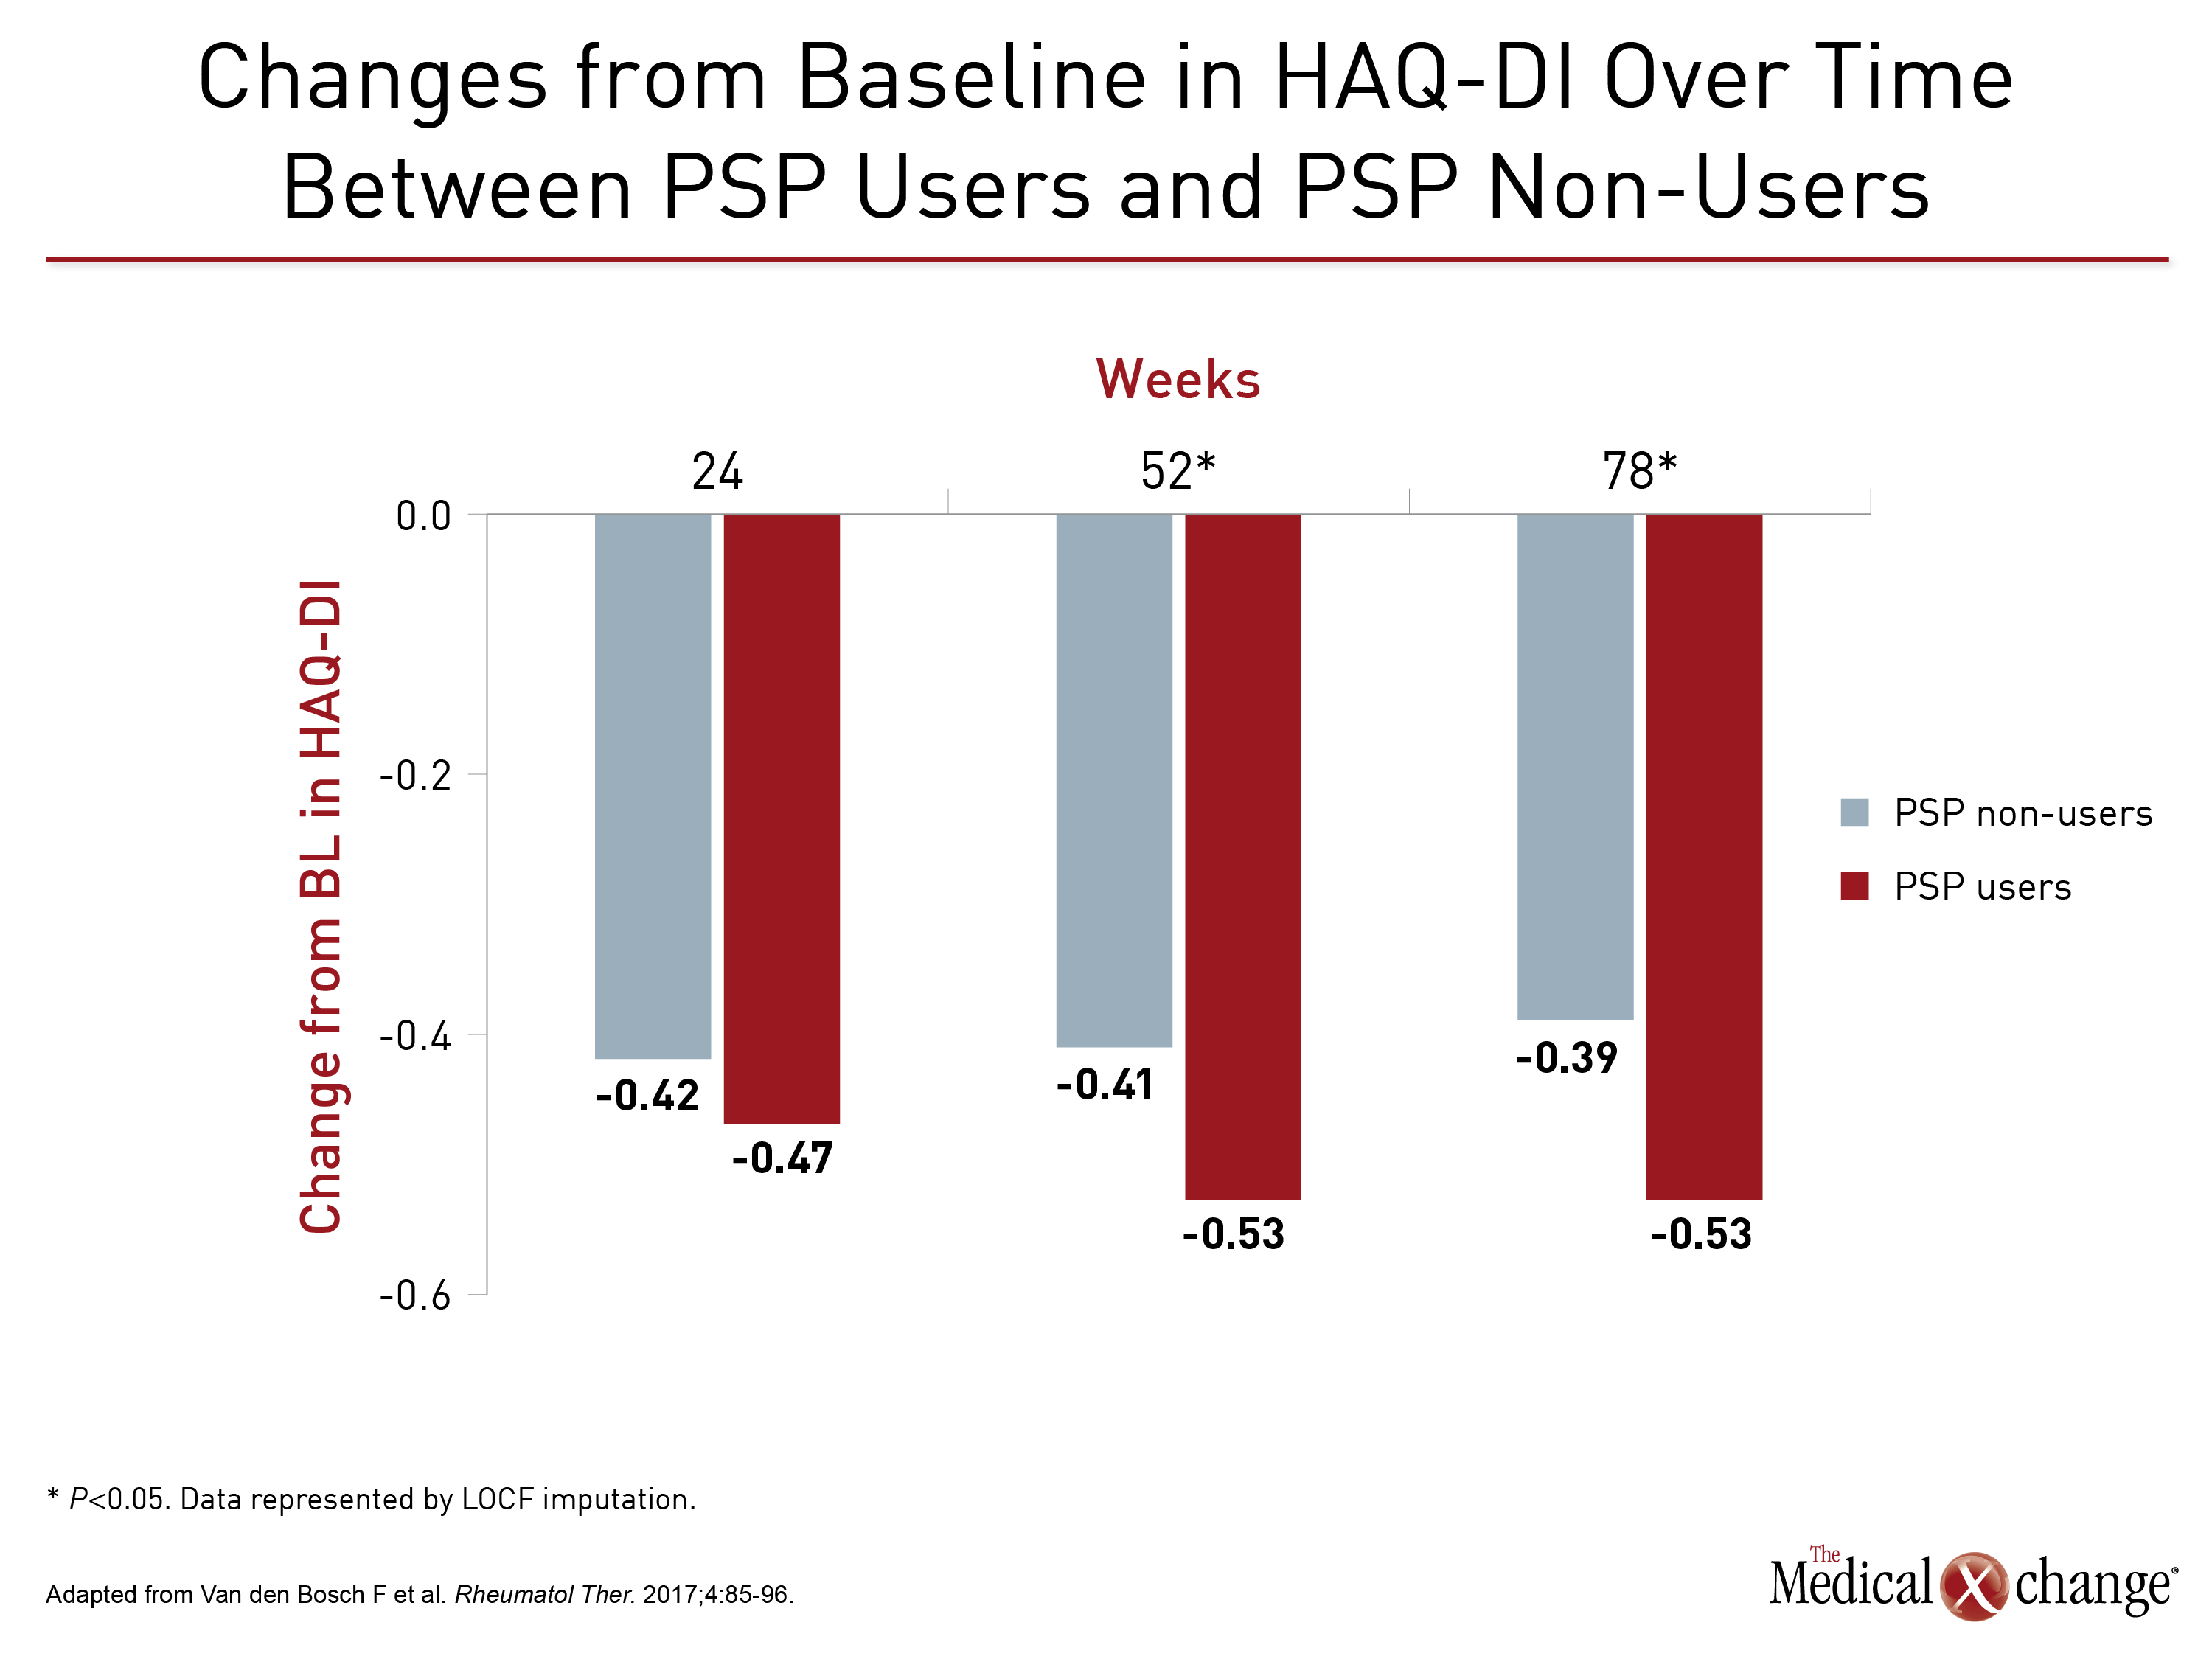 Changes from Baseline in HAQ-DI Over Time
Between PSP Users and PSP Non-Users
Weeks
24
52*
78*
0.0
-0.2
-0.4
-0.6
Change from BL in HAQ-DI
-0.42
-0.47
-0.41
-0.53
-0.39
-0.53
PSP non-users
PSP users
* P<0.05. Data represented by LOCF imputation.
Adapted from Van den Bosch F et al. Rheumatol Ther. 2017;4:85-96.
The
Medical Xchange®